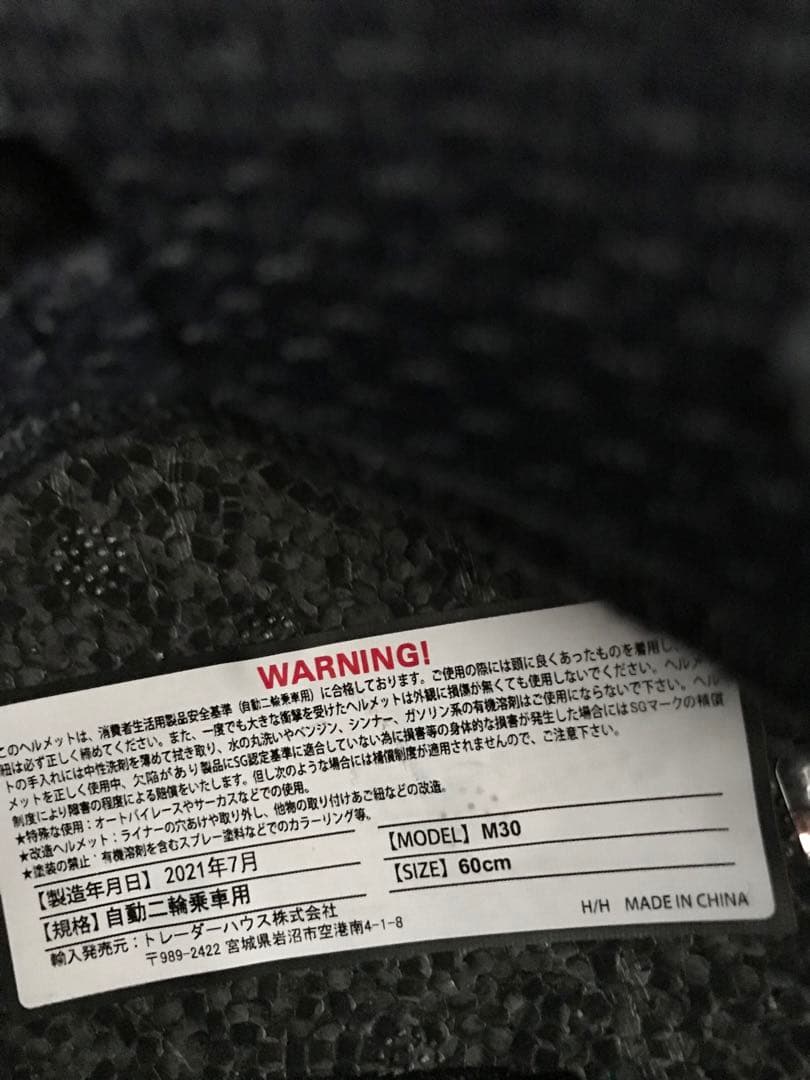 WARNING!
このヘルメットは、消費者生活用製品安全基準(自動二輪乗車用)に合格しております。ご使用の際には頭に良くあったものを着用し、
紐は必ず正しく締めてください。また、一度でも大きな衝撃を受けたヘルメットは外観に損傷が無くても使用しないでください。ヘルメ
トの手入れには中性洗剤を薄めて拭き取り、水の丸洗いやベンジン、シンナー、ガソリン系の有機溶剤はご使用にならないで下さい。ヘル
メットを正しく使用中、欠陥があり製品にSG認定基準に適合していない為に損害等の身体的な損害が発生した場合にはSGマークの補償
制度により障害の程度による賠償をいたします。但し次のような場合には補償制度が適用されませんので、ご注意下さい。
★特殊な使用:オートバイレースやサーカスなどでの使用。
★改造ヘルメット:ライナーの穴あけや取り外し、他物の取り付けあご紐などの改造。
★塗装の禁止:有機溶剤を含むスプレー塗料などでのカラーリング等。
【製造年月日】2021年7月
【MODEL】M30
【規格】自動二輪乗車用
【SIZE】60cm
輸入発売元:トレーダーハウス株式会社
〒989-2422 宮城県岩沼市空港南4-1-8
H/H MADE IN CHINA